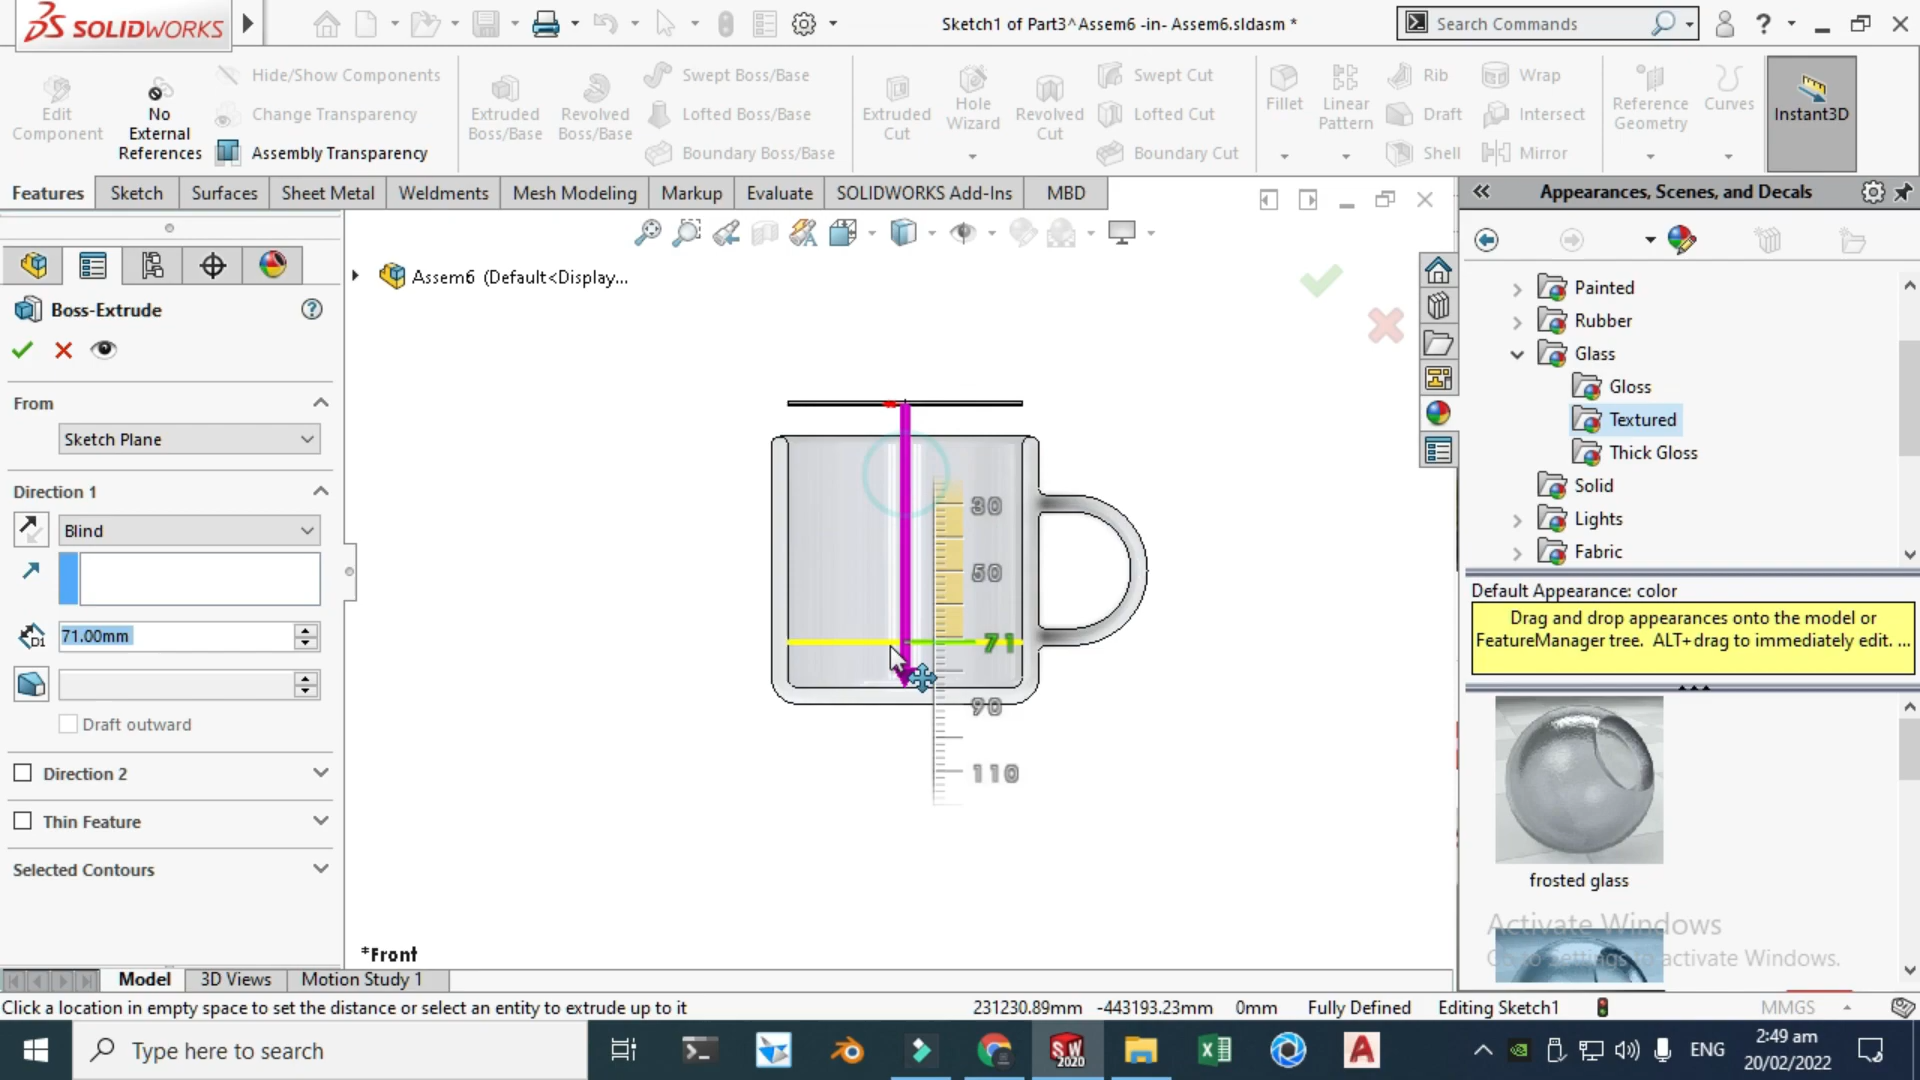 SOLIDWORKS
Sketch1 of Part3^Assem6 -in- Assem6.sldasm *
Search Commands
?
Edit Component
No External References
Hide/Show Components
Change Transparency
Assembly Transparency
Extruded Boss/Base
Revolved Boss/Base
Swept Boss/Base
Lofted Boss/Base
Boundary Boss/Base
Extruded Cut
Hole Wizard
Revolved Cut
Swept Cut
Lofted Cut
Boundary Cut
Fillet
Linear Pattern
Rib
Draft
Shell
Wrap
Intersect
Mirror
Reference Geometry
Curves
Instant3D
Features
Sketch
Surfaces
Sheet Metal
Weldments
Mesh Modeling
Markup
Evaluate
SOLIDWORKS Add-Ins
MBD
Appearances, Scenes, and Decals
Assem6 (Default<Display...
Boss-Extrude
From
Sketch Plane
Direction 1
Blind
D1
71.00mm
Draft outward
Direction 2
Thin Feature
Selected Contours
30
50
71
90
110
*Front
Painted
Rubber
Glass
Gloss
Textured
Thick Gloss
Solid
Lights
Fabric
Default Appearance: color
Drag and drop appearances onto the model or
FeatureManager tree. ALT+drag to immediately edit. ...
frosted glass
Activate Windows
Go to Settings to activate Windows.
Model
3D Views
Motion Study 1
Click a location in empty space to set the distance or select an entity to extrude up to it
231230.89mm
-443193.23mm
0mm
Fully Defined
Editing Sketch1
MMGS
Type here to search
SW 2020
ENG
2:49 am
20/02/2022